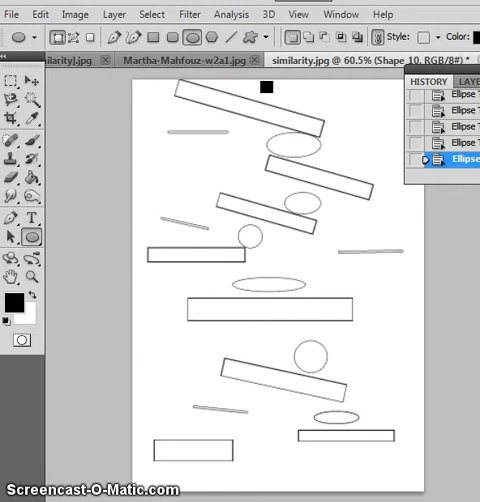 File Edit Image Layer Select Filter Analysis 3D View Window Help
Style: Color:
ilarity].jpg Martha-Mahfouz-w2a1.jpg similarity.jpg @ 60.5% (Shape 10, RGB/8#) *
HISTORY LAYE
Ellipse T
Ellipse T
Ellipse T
Ellipse T
Ellipse
T
Screencast-O-Matic.com